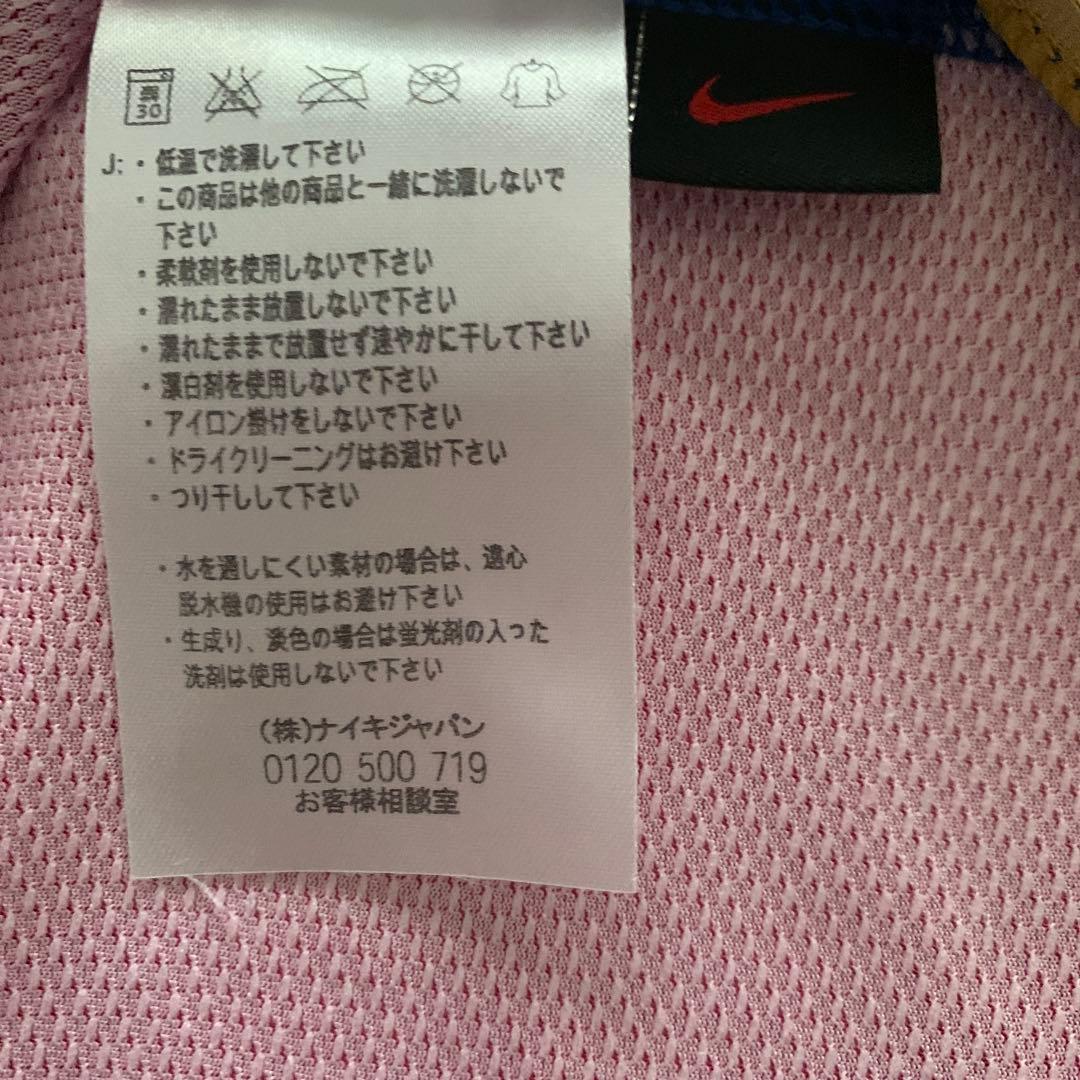 弱
30
J: ・低温で洗濯して下さい
・この商品は他の商品と一緒に洗濯しないで
下さい
・柔軟剤を使用しないで下さい
・濡れたまま放置しないで下さい
・濡れたままで放置せず速やかに干して下さい
・漂白剤を使用しないで下さい
・アイロン掛けをしないで下さい
・ドライクリーニングはお避け下さい
・つり干しして下さい
・水を通しにくい素材の場合は、遠心
脱水機の使用はお避け下さい
・生成り、淡色の場合は蛍光剤の入った
洗剤は使用しないで下さい
(株)ナイキジャパン
0120 500 719
お客様相談室